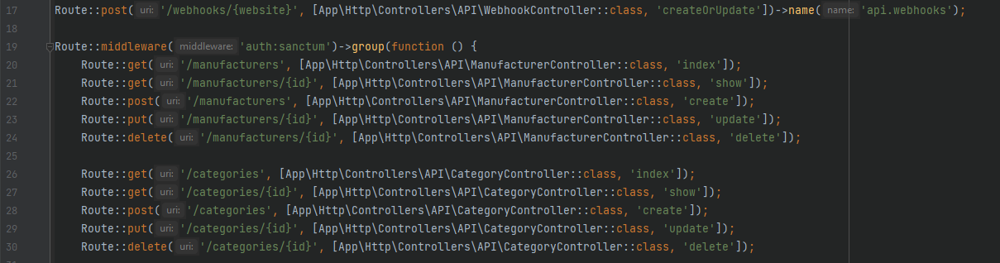 17 Route::post( uri: '/webhooks/{website}', [App\Http\Controllers\API\WebhookController::class, 'createOrUpdate'])->name( name: 'api.webhooks');
18
19 Route::middleware( middleware: 'auth:sanctum')->group(function () {
20 Route::get( uri: '/manufacturers', [App\Http\Controllers\API\ManufacturerController::class, 'index']);
21 Route::get( uri: '/manufacturers/{id}', [App\Http\Controllers\API\ManufacturerController::class, 'show']);
22 Route::post( uri: '/manufacturers', [App\Http\Controllers\API\ManufacturerController::class, 'create']);
23 Route::put( uri: '/manufacturers/{id}', [App\Http\Controllers\API\ManufacturerController::class, 'update']);
24 Route::delete( uri: '/manufacturers/{id}', [App\Http\Controllers\API\ManufacturerController::class, 'delete']);
25
26 Route::get( uri: '/categories', [App\Http\Controllers\API\CategoryController::class, 'index']);
27 Route::get( uri: '/categories/{id}', [App\Http\Controllers\API\CategoryController::class, 'show']);
28 Route::post( uri: '/categories', [App\Http\Controllers\API\CategoryController::class, 'create']);
29 Route::put( uri: '/categories/{id}', [App\Http\Controllers\API\CategoryController::class, 'update']);
30 Route::delete( uri: '/categories/{id}', [App\Http\Controllers\API\CategoryController::class, 'delete']);